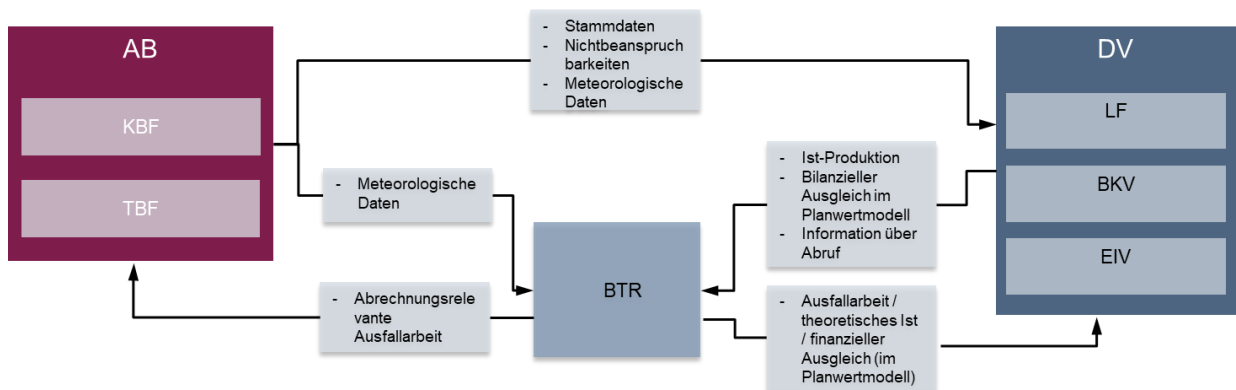 AB
KBF
TBF
- Stammdaten
- Nichtbeanspruch
barkeiten
- Meteorologische
Daten
DV
LF
BKV
EIV
- Meteorologische
Daten
- Ist-Produktion
- Bilanzieller
Ausgleich im
Planwertmodell
- Information über
Abruf
BTR
- Abrechnungsrele
vante
Ausfallarbeit
- Ausfallarbeit /
theoretisches Ist
/ finanzieller
Ausgleich (im
Planwertmodell)